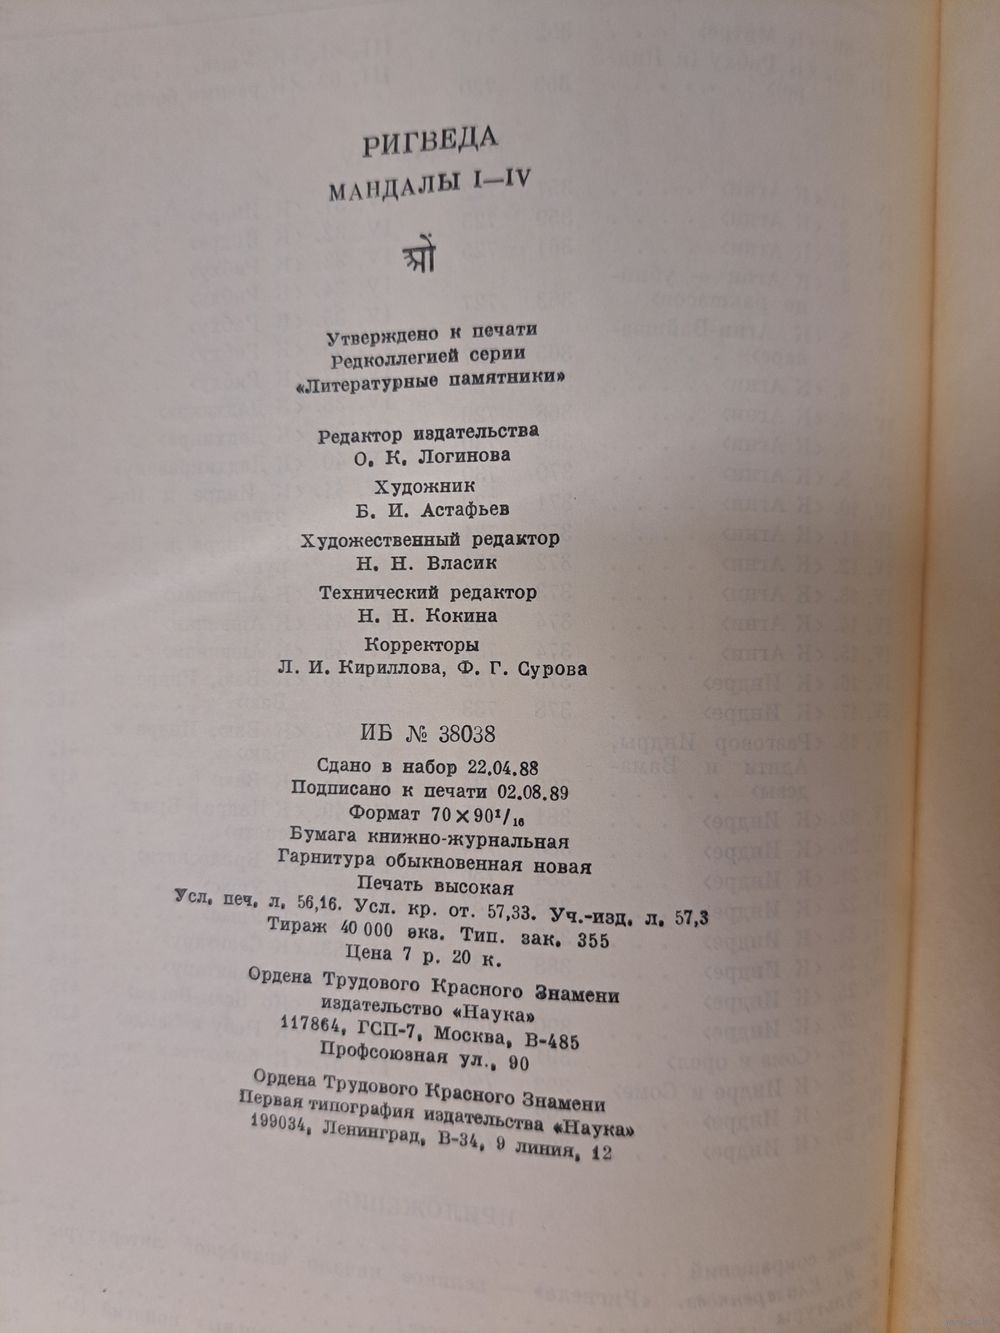 РИГВЕДА
МАНДАЛЫ I—IV
ओं
Утверждено к печати
Редколлегией серии
«Литературные памятники»
Редактор издательства
О. К. Логинова
Художник
Б. И. Астафьев
Художественный редактор
Н. Н. Власик
Технический редактор
Н. Н. Кокина
Корректоры
Л. И. Кириллова, Ф. Г. Сурова
ИБ № 38038
Сдано в набор 22.04.88
Подписано к печати 02.08.89
Формат 70×90¹/₁₆
Бумага книжно-журнальная
Гарнитура обыкновенная новая
Печать высокая
Усл. печ. л. 56,16. Усл. кр. от. 57,33. Уч.-изд. л. 57,3
Тираж 40 000 экз. Тип. зак. 355
Цена 7 р. 20 к.
Ордена Трудового Красного Знамени
издательство «Наука»
117864, ГСП-7, Москва, В-485
Профсоюзная ул., 90
Ордена Трудового Красного Знамени
Первая типография издательства «Наука»
199034, Ленинград, В-34, 9 линия, 12